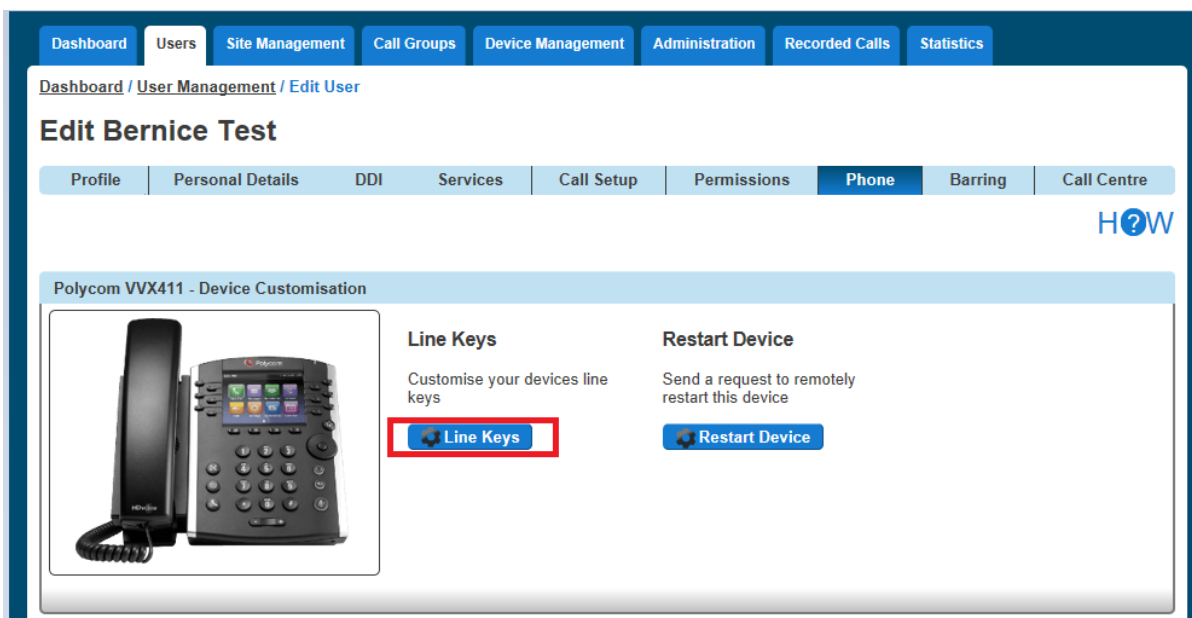 Dashboard Users Site Management Call Groups Device Management Administration Recorded Calls Statistics
Dashboard / User Management / Edit User
Edit Bernice Test
Profile Personal Details DDI Services Call Setup Permissions Phone Barring Call Centre
H?W
Polycom VVX411 - Device Customisation
Line Keys
Customise your devices line
keys
Line Keys
Restart Device
Send a request to remotely
restart this device
Restart Device
Polycom
HDvoice